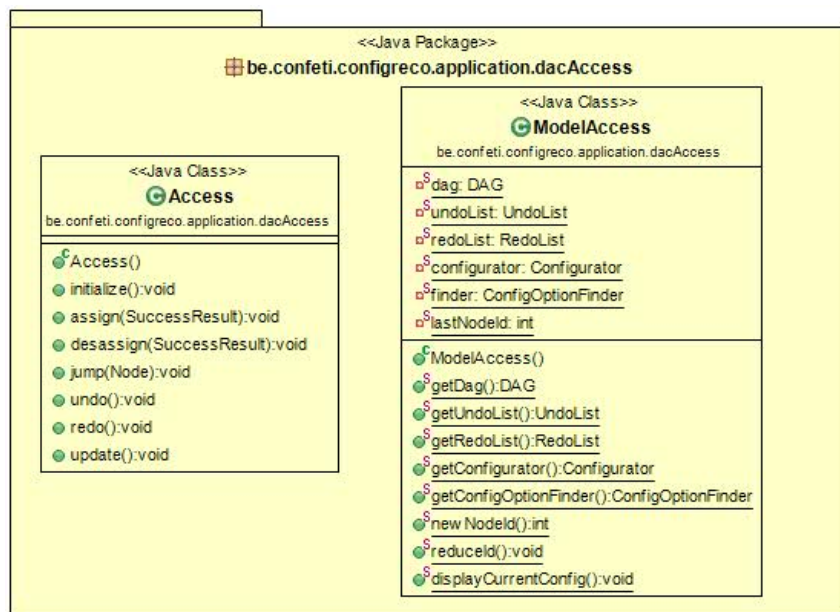 <<Java Package>>
be.confeti.configreco.application.dacAccess
<<Java Class>>
Access
be.confeti.configreco.application.dacAccess
Access()
initialize():void
assign(SuccessResult):void
desassign(SuccessResult):void
jump(Node):void
undo():void
redo():void
update():void
<<Java Class>>
ModelAccess
be.confeti.configreco.application.dacAccess
dag: DAG
undoList: UndoList
redoList: RedoList
configurator: Configurator
finder: ConfigOptionFinder
lastNodeId: int
ModelAccess()
getDag():DAG
getUndoList():UndoList
getRedoList():RedoList
getConfigurator():Configurator
getConfigOptionFinder():ConfigOptionFinder
newNodeId():int
reduceId():void
displayCurrentConfig():void